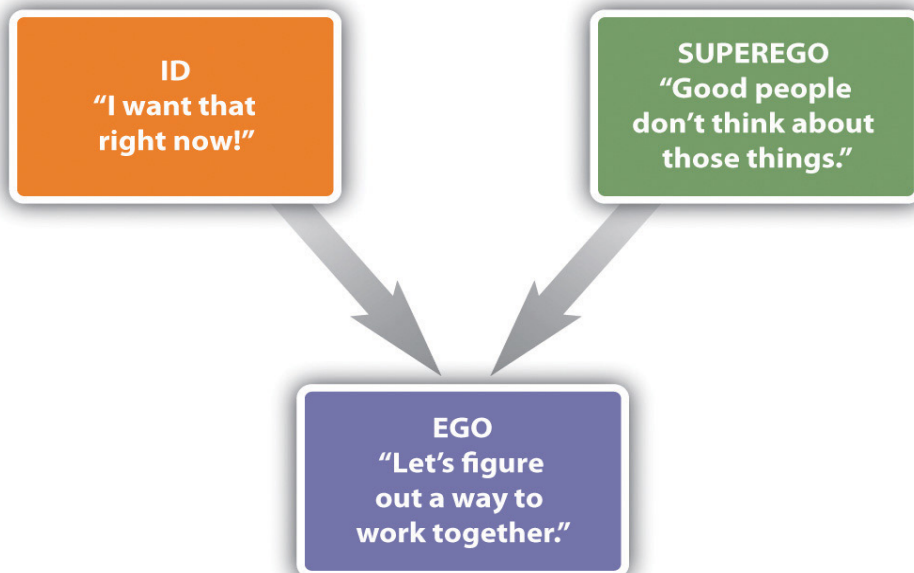 ID
“I want that
right now!”
SUPEREGO
“Good people
don’t think about
those things.”
EGO
“Let’s figure
out a way to
work together.”